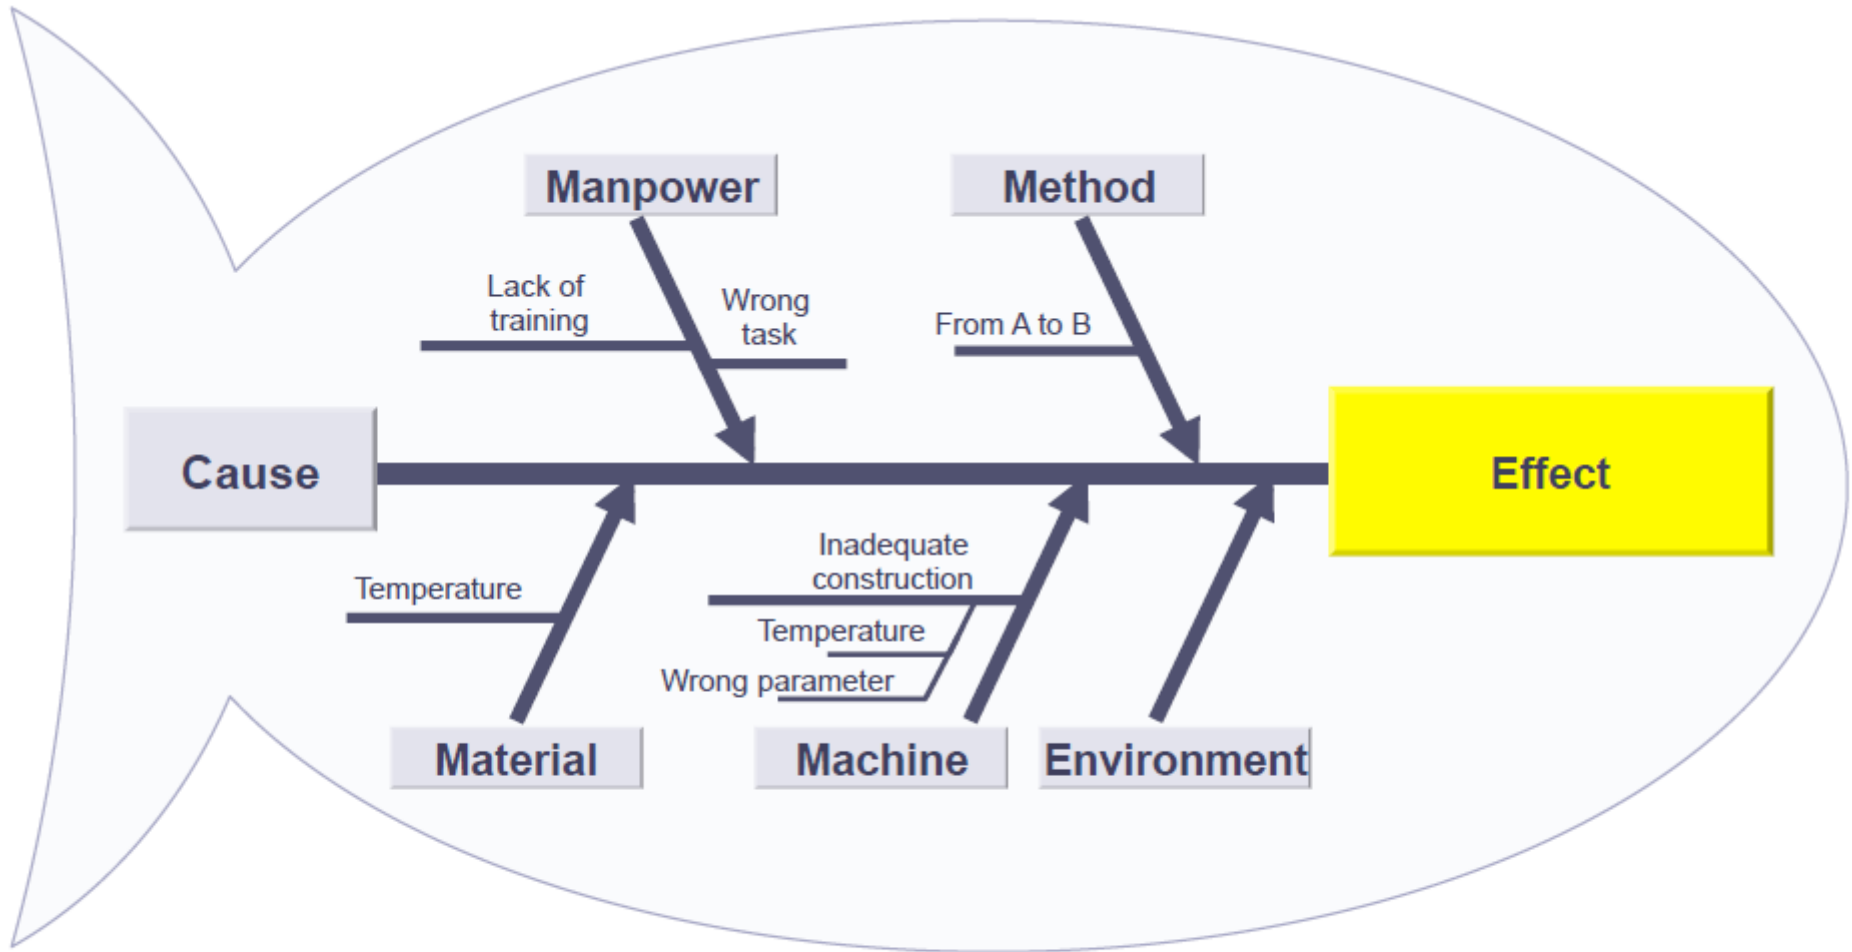 Manpower
Method
Lack of
training
Wrong
task
From A to B
Cause
Effect
Temperature
Inadequate
construction
Temperature
Wrong parameter
Material
Machine
Environment